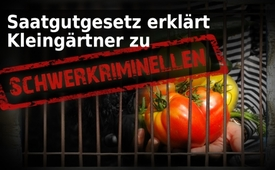 Saatgutgesetz erklärt
Kleingärtner zu
SCHWERKRIMINELLEN